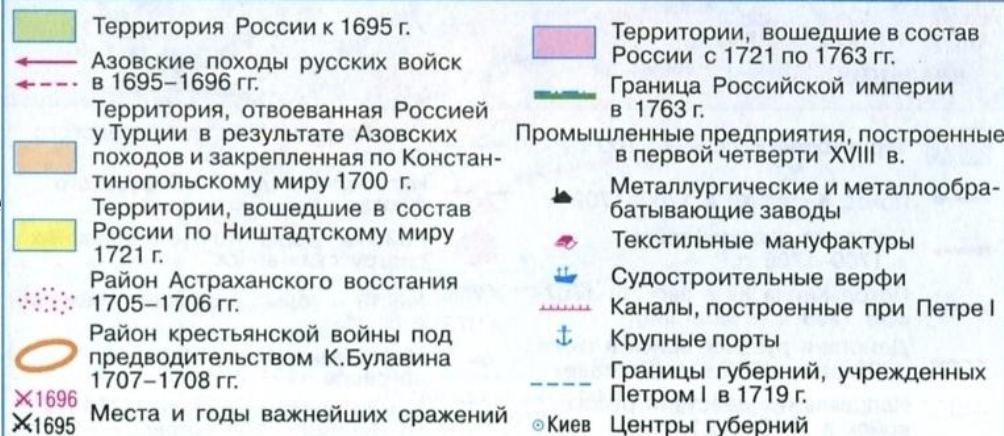 Территория России к 1695 г.
Азовские походы русских войск
в 1695–1696 гг.
Территория, отвоеванная Россией
у Турции в результате Азовских
походов и закрепленная по Констан-
тинопольскому миру 1700 г.
Территории, вошедшие в состав
России по Ништадтскому миру
1721 г.
Район Астраханского восстания
1705–1706 гг.
Район крестьянской войны под
предводительством К.Булавина
1707–1708 гг.
1696
1695
Места и годы важнейших сражений
Территории, вошедшие в состав
России с 1721 по 1763 гг.
Граница Российской империи
в 1763 г.
Промышленные предприятия, построенные
в первой четверти XVIII в.
Металлургические и металлообра-
батывающие заводы
Текстильные мануфактуры
Судостроительные верфи
Каналы, построенные при Петре I
Крупные порты
Границы губерний, учрежденных
Петром I в 1719 г.
Киев Центры губерний